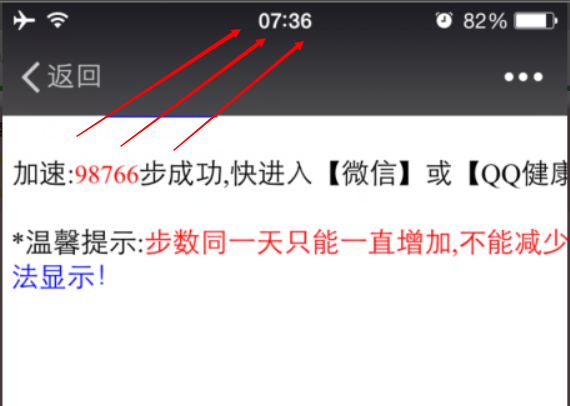 07:36
82%
返回
加速:98766步成功,快进入【微信】或【QQ健康
*温馨提示:步数同一天只能一直增加,不能减少
法显示!